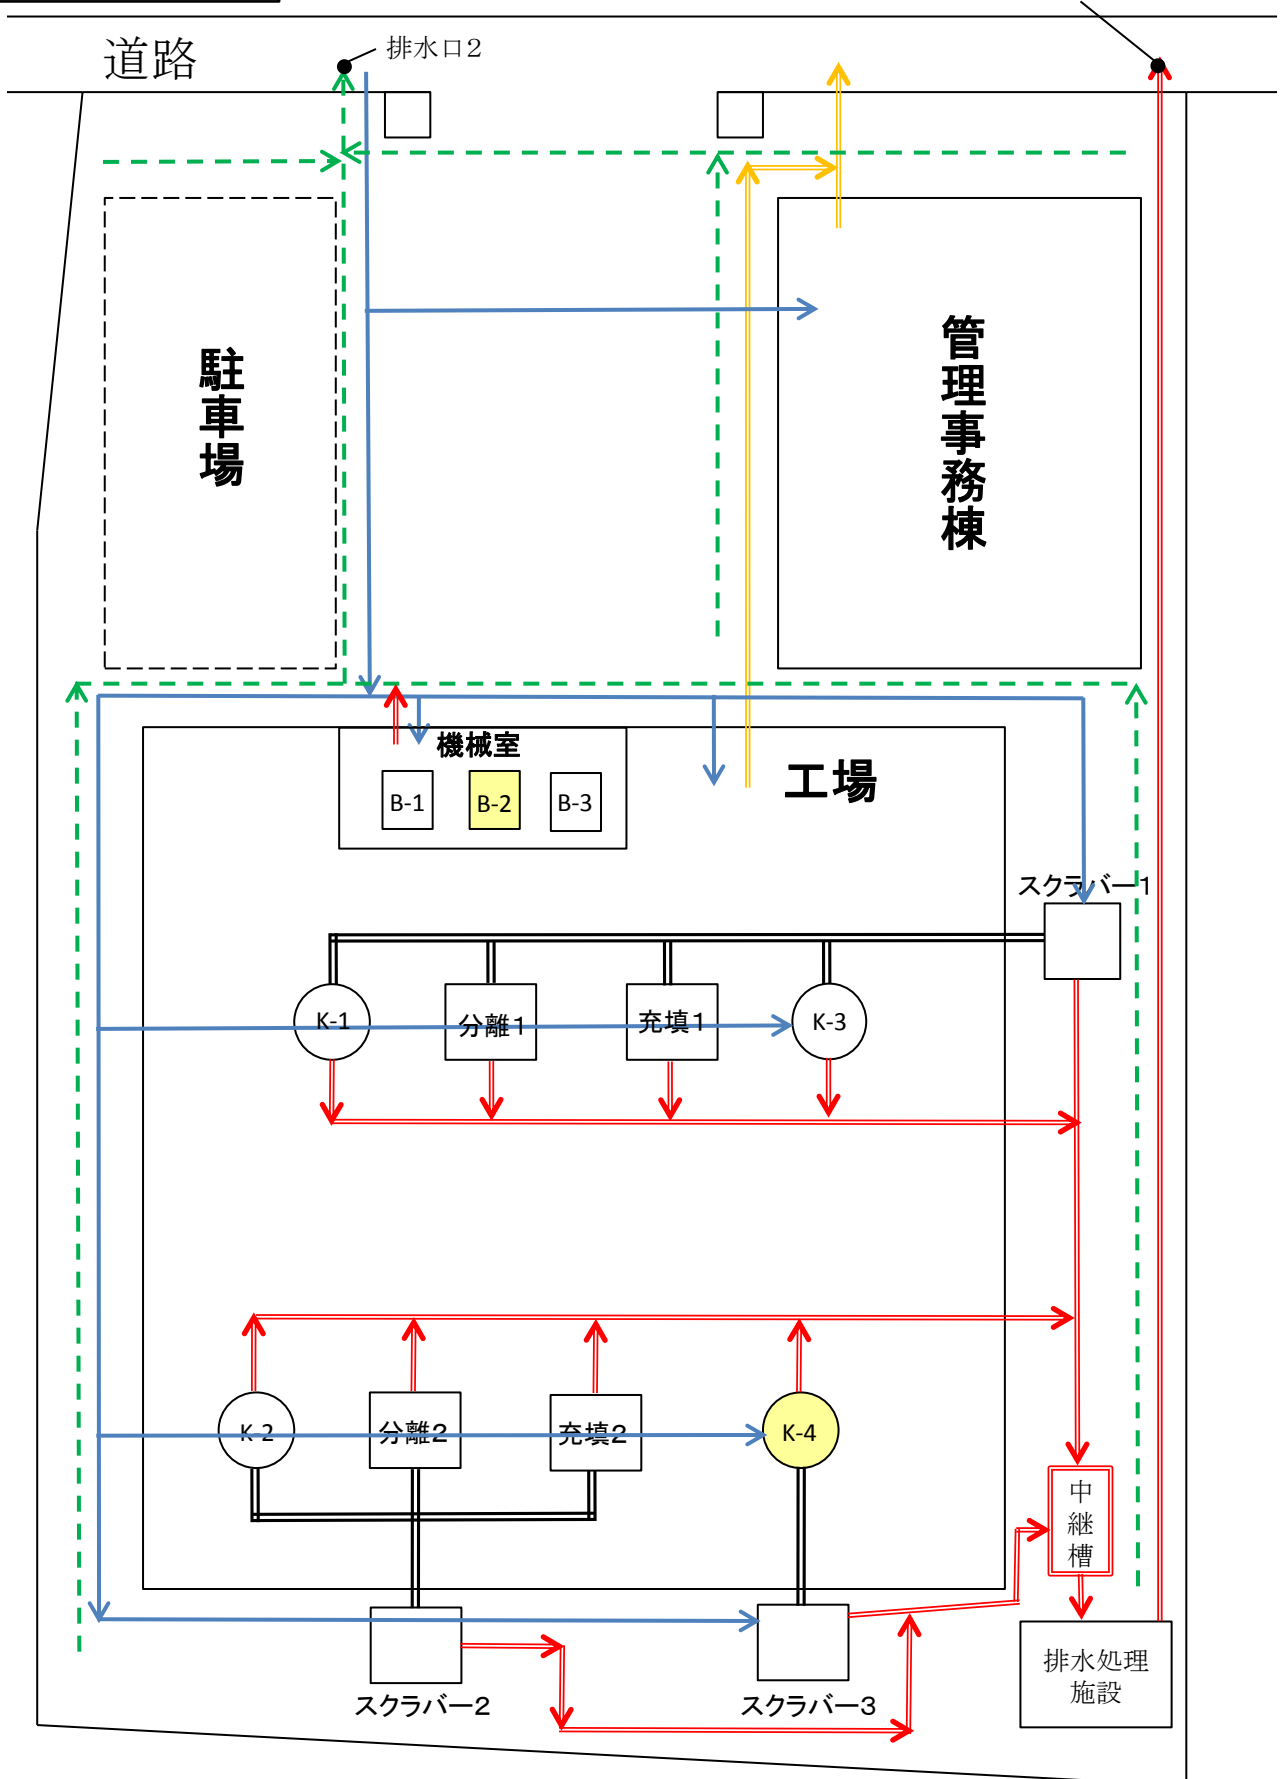 道路
排水口2
駐車場
管理事務棟
機械室
工場
B-1
B-2
B-3
スクラバー1
K-1
分離1
充填1
K-3
K-2
分離2
充填2
K-4
中継槽
排水処理
施設
スクラバー2
スクラバー3